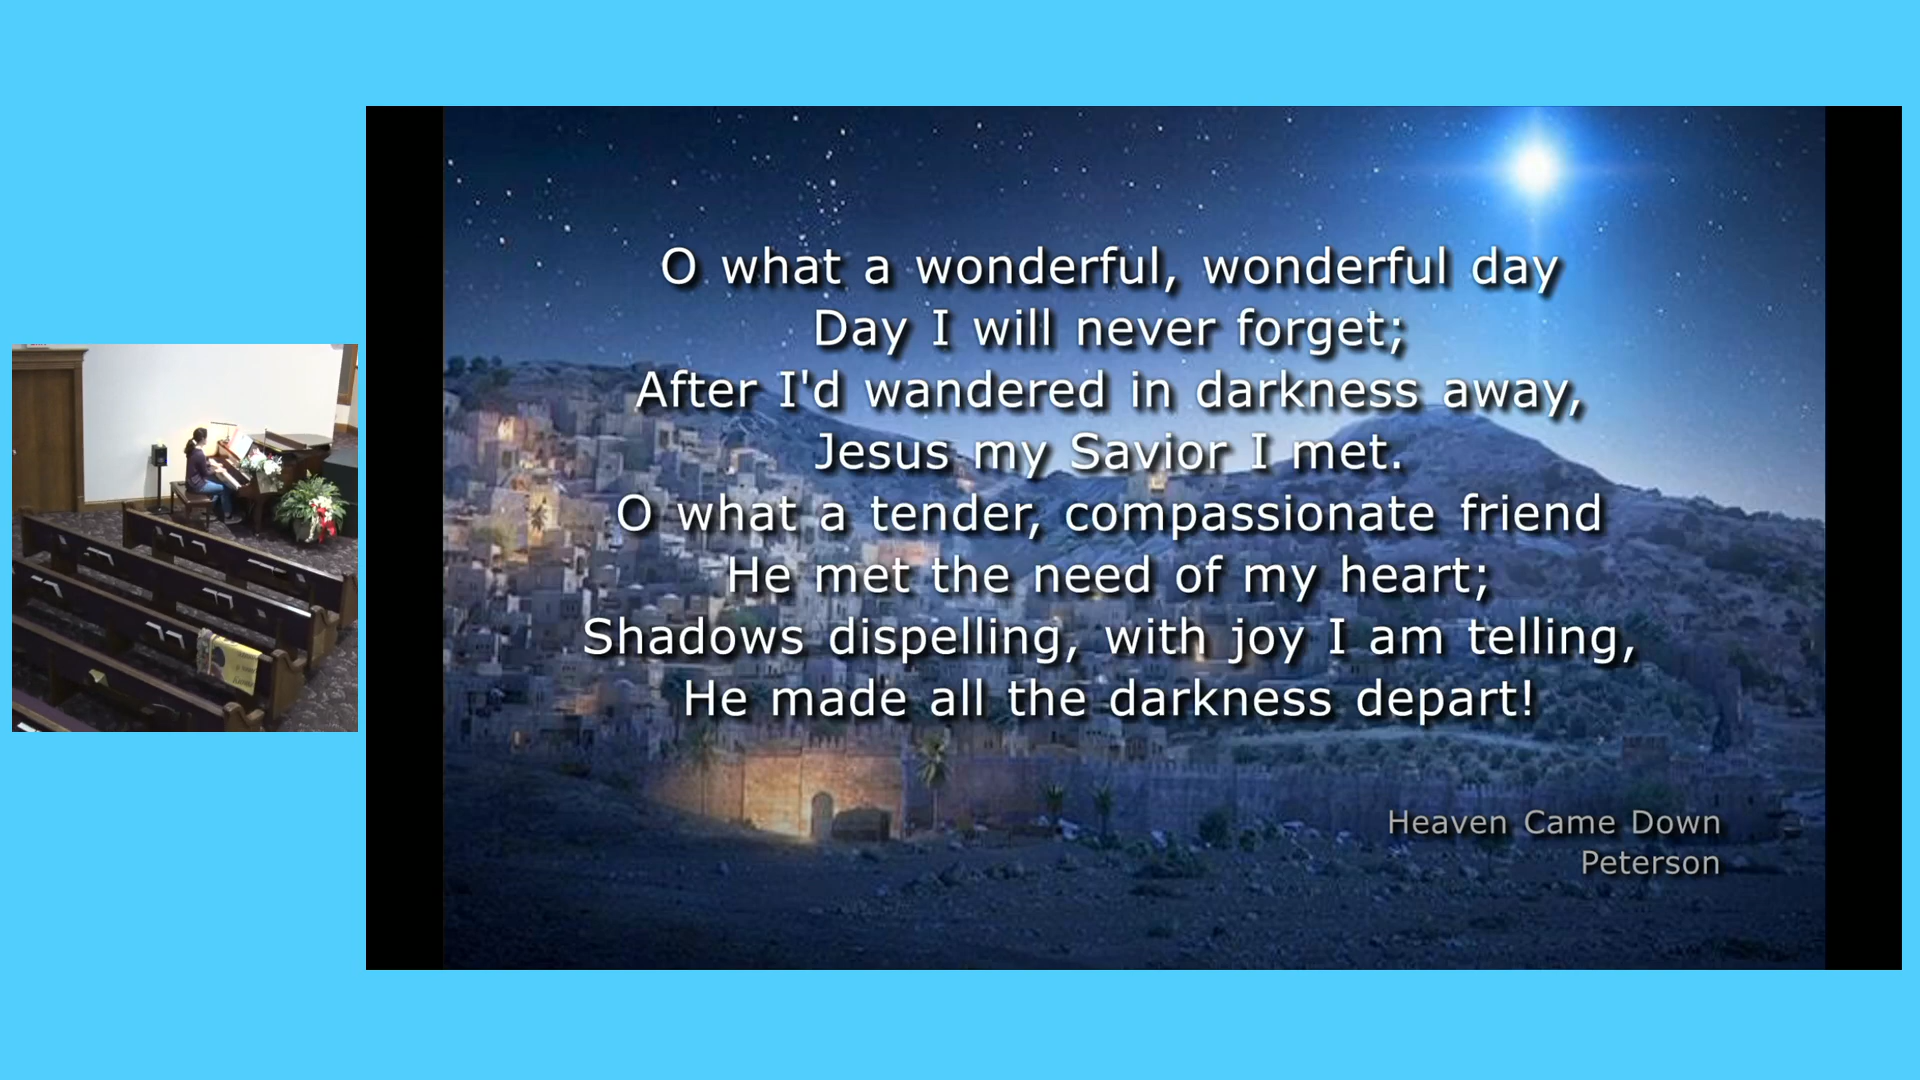 O what a wonderful, wonderful day
Day I will never forget;
After I'd wandered in darkness away,
Jesus my Savior I met.
O what a tender, compassionate friend
He met the need of my heart;
Shadows dispelling, with joy I am telling,
He made all the darkness depart!
Heaven Came Down
Peterson